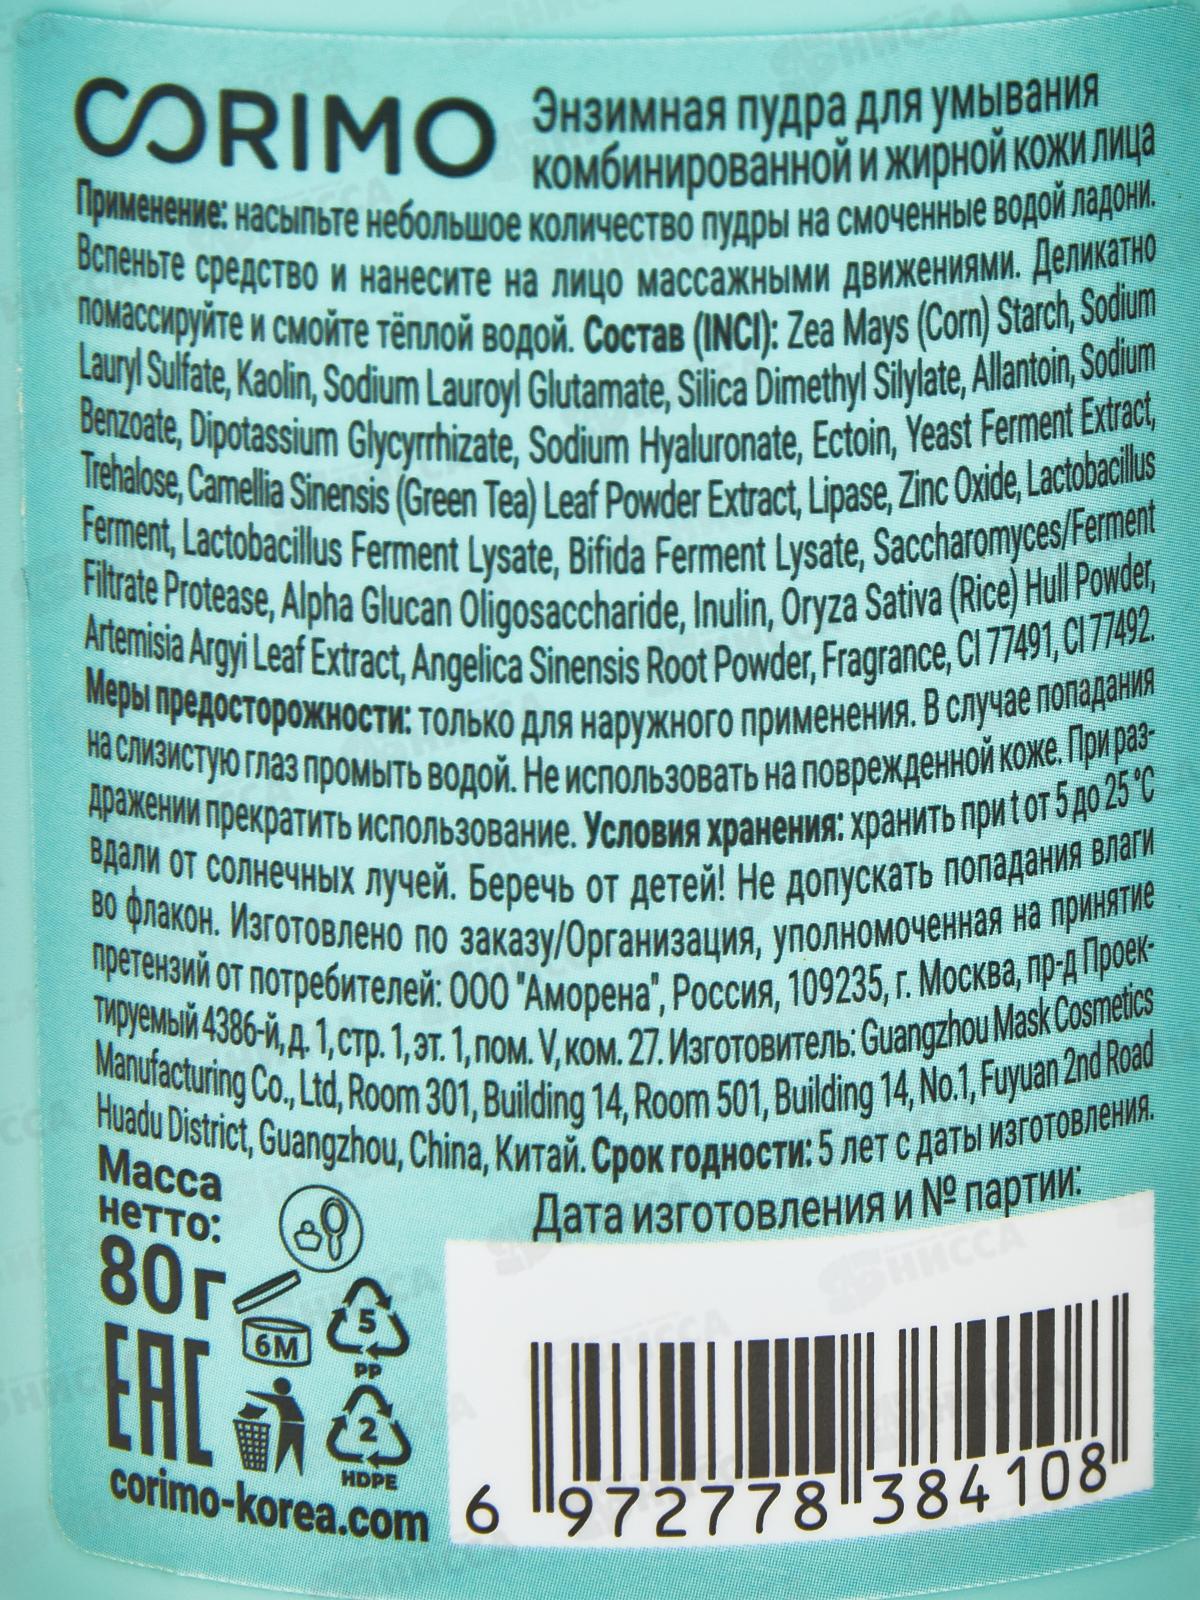 CORIMO
Энзимная пудра для умывания
комбинированной и жирной кожи лица
Применение: насыпьте небольшое количество пудры на смоченные водой ладони.
Вспеньте средство и нанесите на лицо массажными движениями. Деликатно
помассируйте и смойте тёплой водой. Состав (INCI): Zea Mays (Corn) Starch, Sodium
Lauryl Sulfate, Kaolin, Sodium Lauroyl Glutamate, Silica Dimethyl Silylate, Allantoin, Sodium
Benzoate, Dipotassium Glycyrrhizate, Sodium Hyaluronate, Ectoin, Yeast Ferment Extract,
Trehalose, Camellia Sinensis (Green Tea) Leaf Powder Extract, Lipase, Zinc Oxide, Lactobacillus
Ferment, Lactobacillus Ferment Lysate, Bifida Ferment Lysate, Saccharomyces/Ferment
Filtrate Protease, Alpha Glucan Oligosaccharide, Inulin, Oryza Sativa (Rice) Hull Powder,
Artemisia Argyi Leaf Extract, Angelica Sinensis Root Powder, Fragrance, CI 77491, CI 77492.
Меры предосторожности: только для наружного применения. В случае попадания
на слизистую глаз промыть водой. Не использовать на поврежденной коже. При раз-
дражении прекратить использование. Условия хранения: хранить при t от 5 до 25 °C
вдали от солнечных лучей. Беречь от детей! Не допускать попадания влаги
во флакон. Изготовлено по заказу/Организация, уполномоченная на принятие
претензий от потребителей: ООО "Аморена", Россия, 109235, г. Москва, пр-д Проек-
тируемый 4386-й, д. 1, стр. 1, эт. 1, пом. V, ком. 27. Изготовитель: Guangzhou Mask Cosmetics
Manufacturing Co., Ltd, Room 301, Building 14, Room 501, Building 14, No.1, Fuyuan 2nd Road
Huadu District, Guangzhou, China, Китай. Срок годности: 5 лет с даты изготовления.
Масса
нетто:
80г
Дата изготовления и № партии:
6M
5
PP
2
HDPE
EAC
corimo-korea.com
6 972778 384108
НИССА